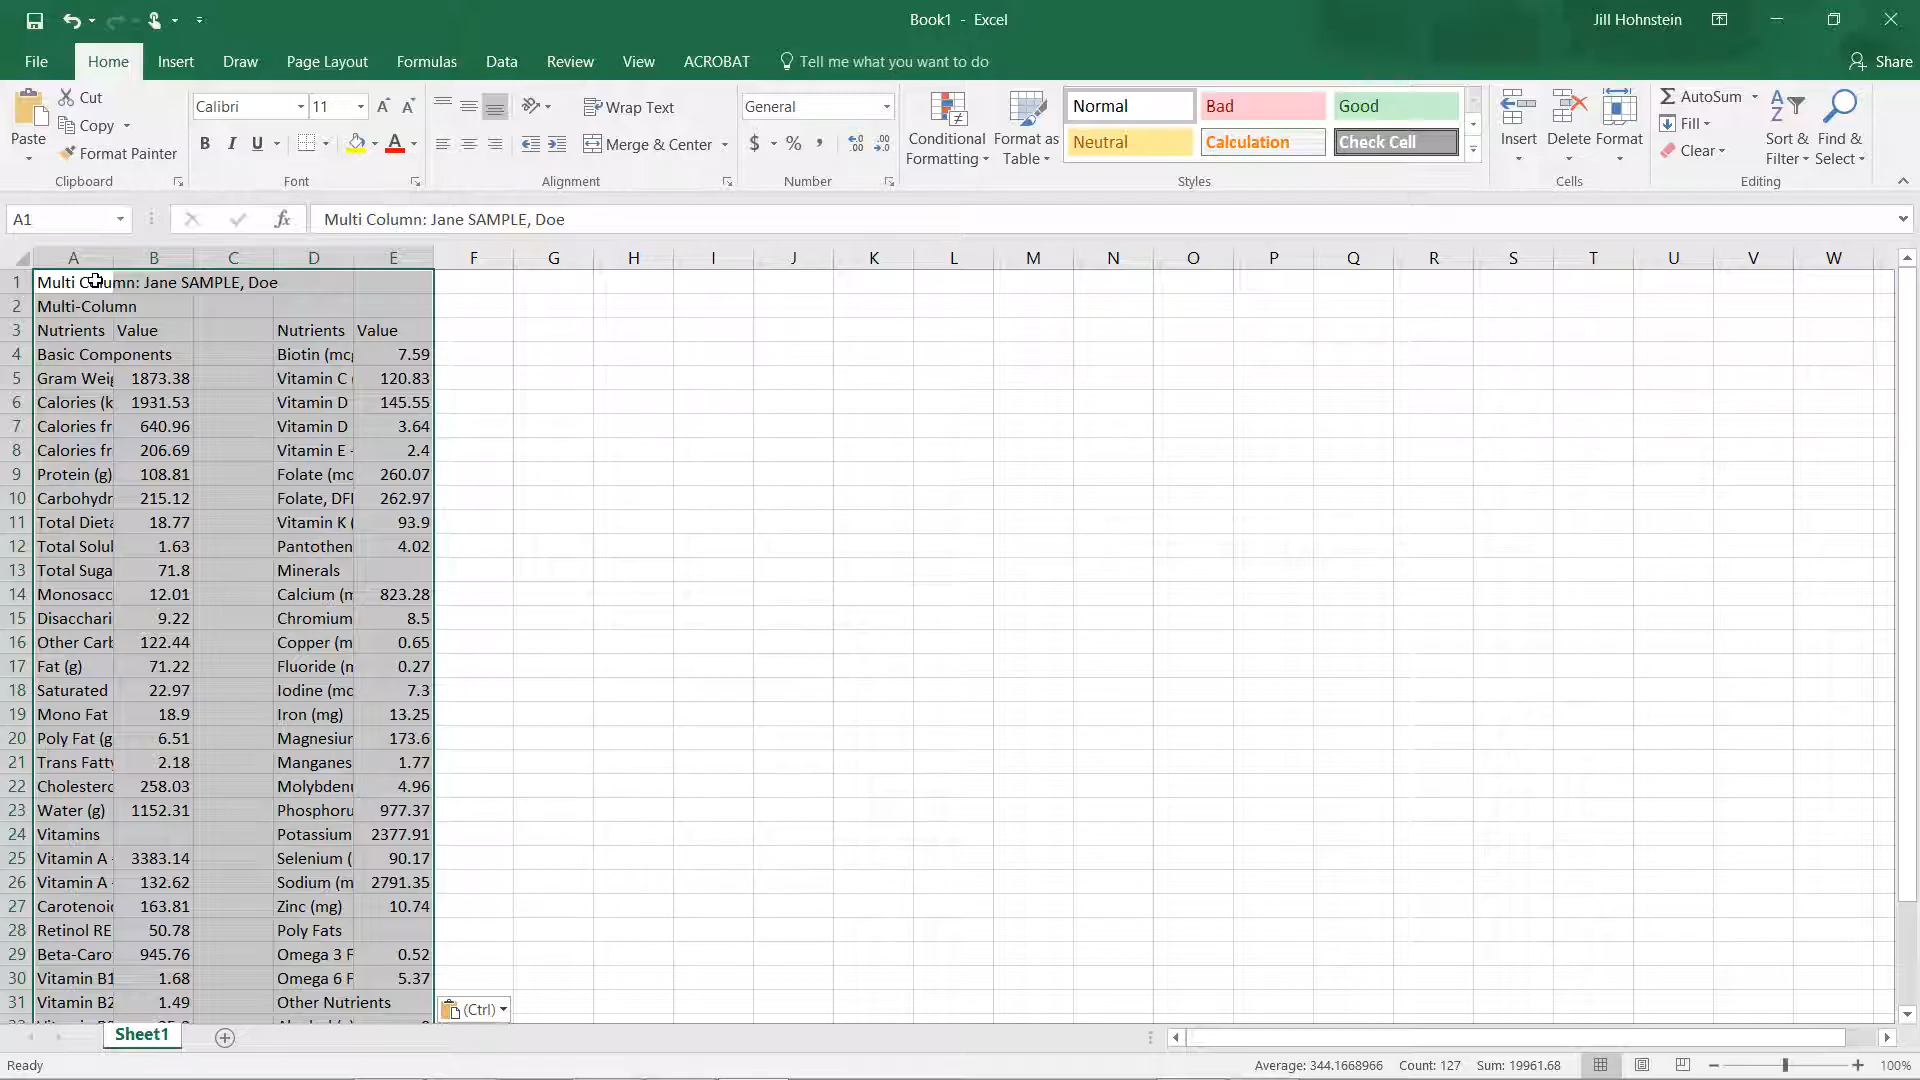 Book1 - Excel
Jill Hohnstein
File Home Insert Draw Page Layout Formulas Data Review View ACROBAT Tell me what you want to do Share
Paste
Cut
Copy
Format Painter
Clipboard
Calibri 11
B I U A
Font
Wrap Text
Merge & Center
Alignment
General
$ % ,
Number
Conditional Formatting
Format as Table
Normal Bad Good
Neutral Calculation Check Cell
Styles
Insert Delete Format
Cells
AutoSum
Fill
Clear
Sort & Filter
Find & Select
Editing
A1 fx Multi Column: Jane SAMPLE, Doe
A B C D E F G H I J K L M N O P Q R S T U V W
1 Multi Column: Jane SAMPLE, Doe
2 Multi-Column
3 Nutrients Value Nutrients Value
4 Basic Components Biotin (mcg 7.59
5 Gram Weig 1873.38 Vitamin C ( 120.83
6 Calories (k 1931.53 Vitamin D 145.55
7 Calories fr 640.96 Vitamin D 3.64
8 Calories fr 206.69 Vitamin E - 2.4
9 Protein (g) 108.81 Folate (mc 260.07
10 Carbohydr 215.12 Folate, DFE 262.97
11 Total Dieta 18.77 Vitamin K ( 93.9
12 Total Solul 1.63 Pantothen 4.02
13 Total Suga 71.8 Minerals
14 Monosacc 12.01 Calcium (m 823.28
15 Disacchari 9.22 Chromium 8.5
16 Other Carb 122.44 Copper (m 0.65
17 Fat (g) 71.22 Fluoride (m 0.27
18 Saturated 22.97 Iodine (mc 7.3
19 Mono Fat 18.9 Iron (mg) 13.25
20 Poly Fat (g 6.51 Magnesiur 173.6
21 Trans Fatty 2.18 Manganes 1.77
22 Cholestero 258.03 Molybdenu 4.96
23 Water (g) 1152.31 Phosphoru 977.37
24 Vitamins Potassium 2377.91
25 Vitamin A - 3383.14 Selenium ( 90.17
26 Vitamin A - 132.62 Sodium (m 2791.35
27 Carotenoid 163.81 Zinc (mg) 10.74
28 Retinol RE 50.78 Poly Fats
29 Beta-Caro 945.76 Omega 3 F 0.52
30 Vitamin B1 1.68 Omega 6 F 5.37
31 Vitamin B2 1.49 Other Nutrients
(Ctrl)
Sheet1
Ready Average: 344.1668966 Count: 127 Sum: 19961.68 100%